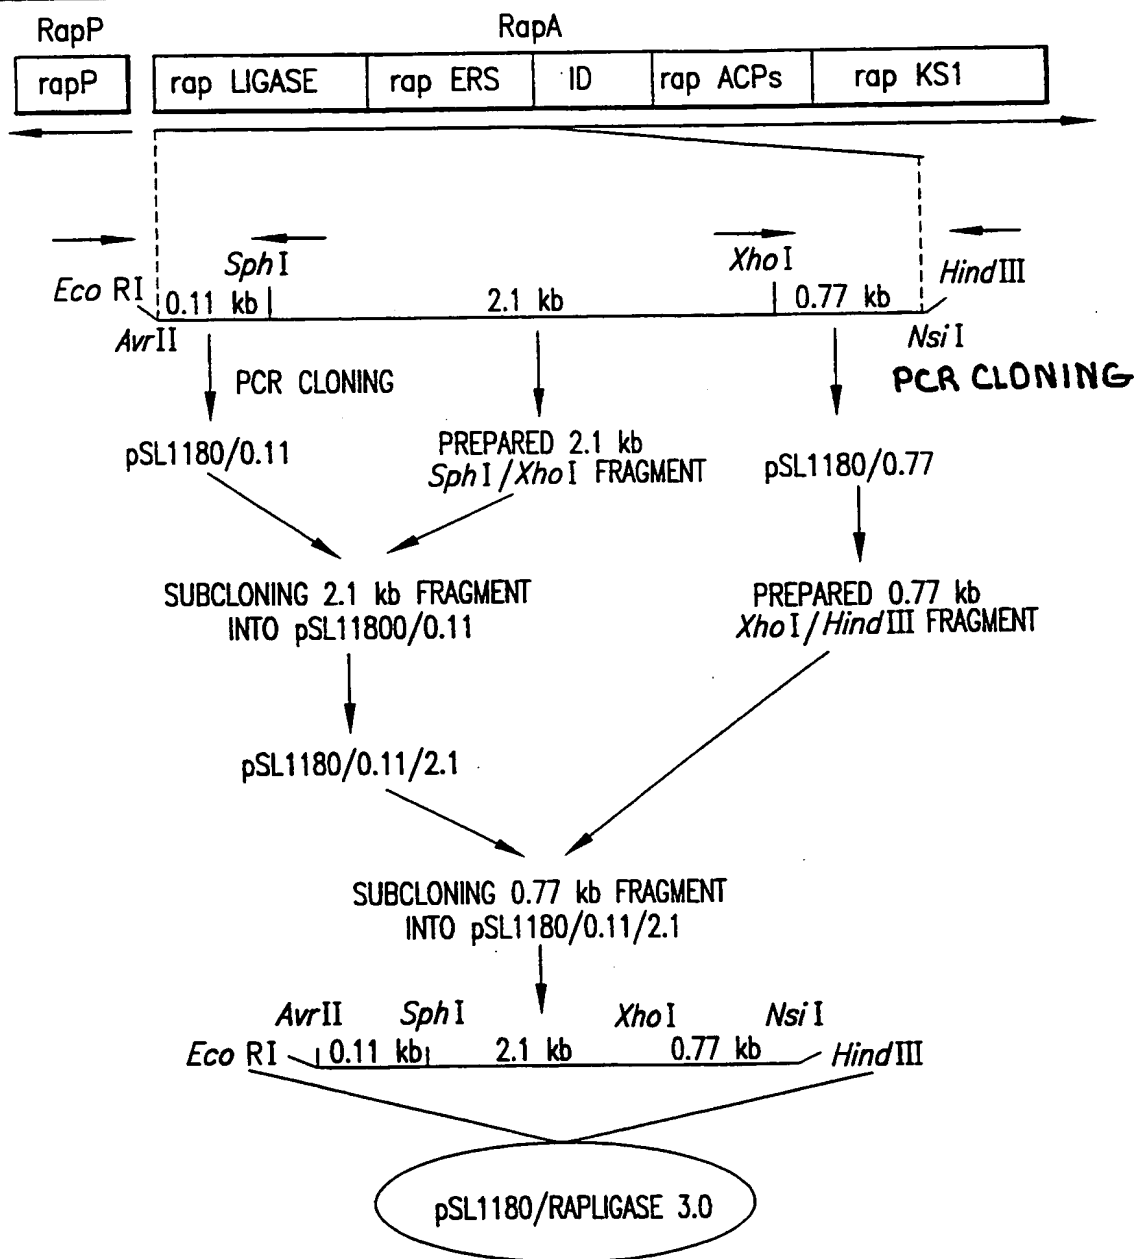 RapP RapA
rapP rap LIGASE rap ERS ID rap ACPs rap KS1
Sph I Xho I
Eco RI 0.11 kb 2.1 kb 0.77 kb Hind III
Avr II Nsi I
PCR CLONING PCR CLONING
pSL1180/0.11 PREPARED 2.1 kb pSL1180/0.77
Sph I/Xho I FRAGMENT
SUBCLONING 2.1 kb FRAGMENT PREPARED 0.77 kb
INTO pSL11800/0.11 Xho I/Hind III FRAGMENT
pSL1180/0.11/2.1
SUBCLONING 0.77 kb FRAGMENT
INTO pSL1180/0.11/2.1
Avr II Sph I Xho I Nsi I
Eco RI 0.11 kb 2.1 kb 0.77 kb Hind III
pSL1180/RAPLIGASE 3.0